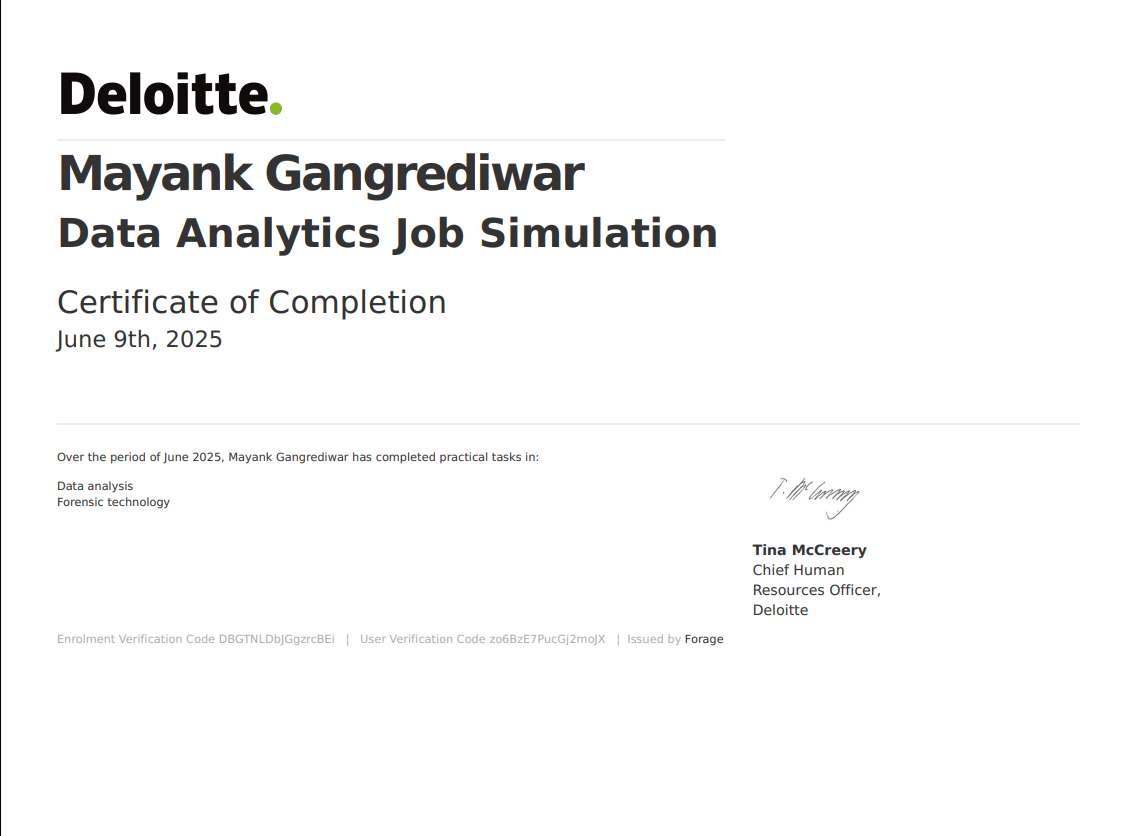 Deloitte.
Mayank Gangrediwar
Data Analytics Job Simulation
Certificate of Completion
June 9th, 2025
Over the period of June 2025, Mayank Gangrediwar has completed practical tasks in:
Data analysis
Forensic technology
T. McCreery
Tina McCreery
Chief Human
Resources Officer,
Deloitte
Enrolment Verification Code DBGTNLDbJGgzrcBEi | User Verification Code zo6BzE7PucGj2moJX | Issued by Forage